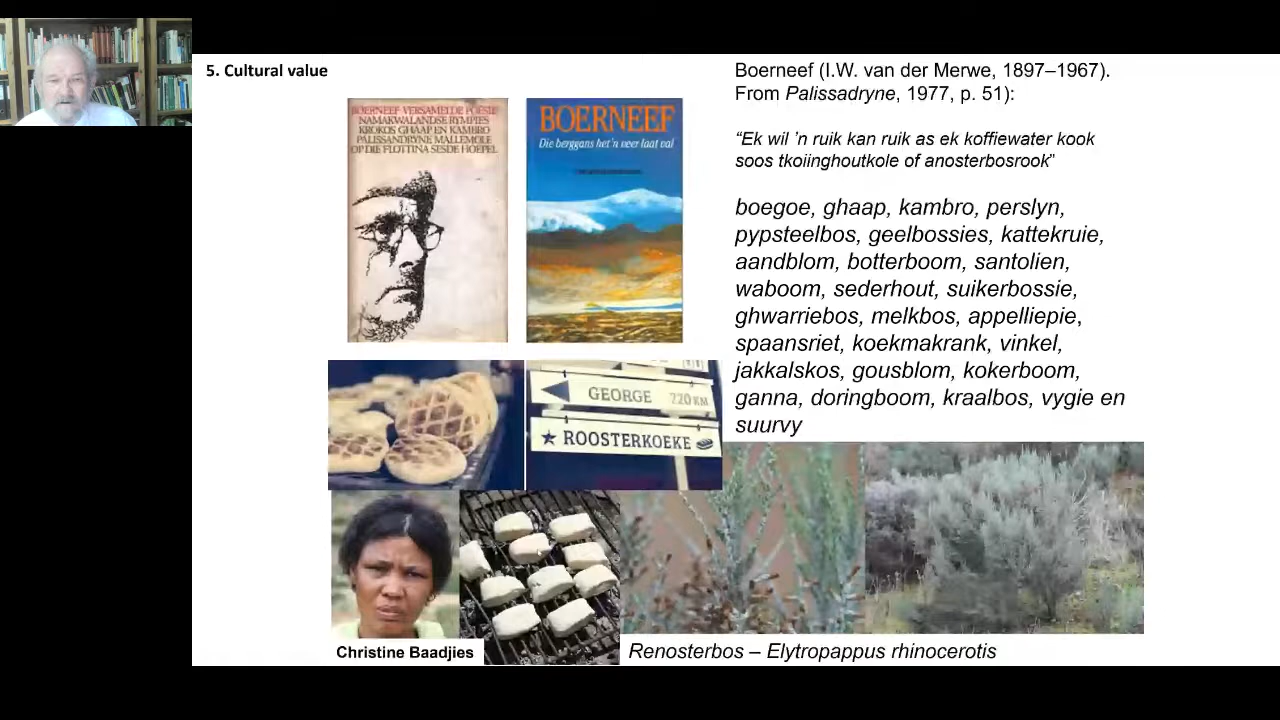 5. Cultural value
BOERNEEF VERSAMELDE POËSIE
NAMAKWALANDSE RYMPIES
KROKOS GHAAP EN KAMBRO
PALISSADRYNE MALLEMOLE
OP DIE FLOTTINA SESDE HOEPEL
BOERNEEF
Die berggans het 'n veer laat val
Boerneef (I.W. van der Merwe, 1897–1967).
From Palissadryne, 1977, p. 51):
“Ek wil ’n ruik kan ruik as ek koffiewater kook
soos tkoiinghoutkole of anosterbosrook”
boegoe, ghaap, kambro, perslyn,
pypsteelbos, geelbossies, kattekruie,
aandblom, botterboom, santolien,
waboom, sederhout, suikerbossie,
ghwarriebos, melkbos, appelliepie,
spaansriet, koekmakrank, vinkel,
jakkalskos, gousblom, kokerboom,
ganna, doringboom, kraalbos, vygie en
suurvy
GEORGE 220 KM
ROOSTERKOEKE
Christine Baadjies
Renosterbos – Elytropappus rhinocerotis